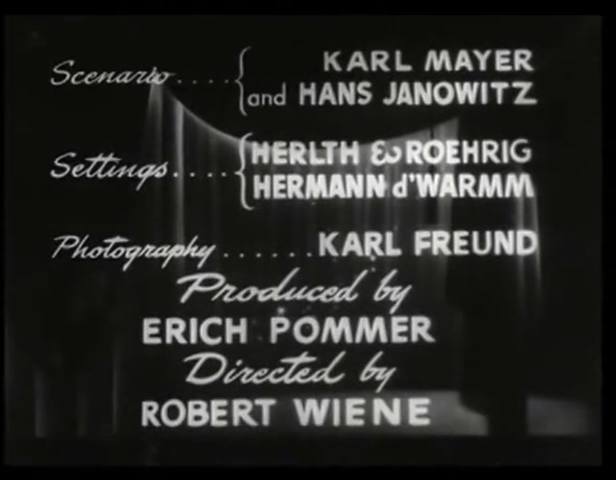 Scenario.... KARL MAYER
and HANS JANOWITZ
Settings.... HERLTH & ROEHRIG
HERMANN d'WARMM
Photography...... KARL FREUND
Produced by
ERICH POMMER
Directed by
ROBERT WIENE